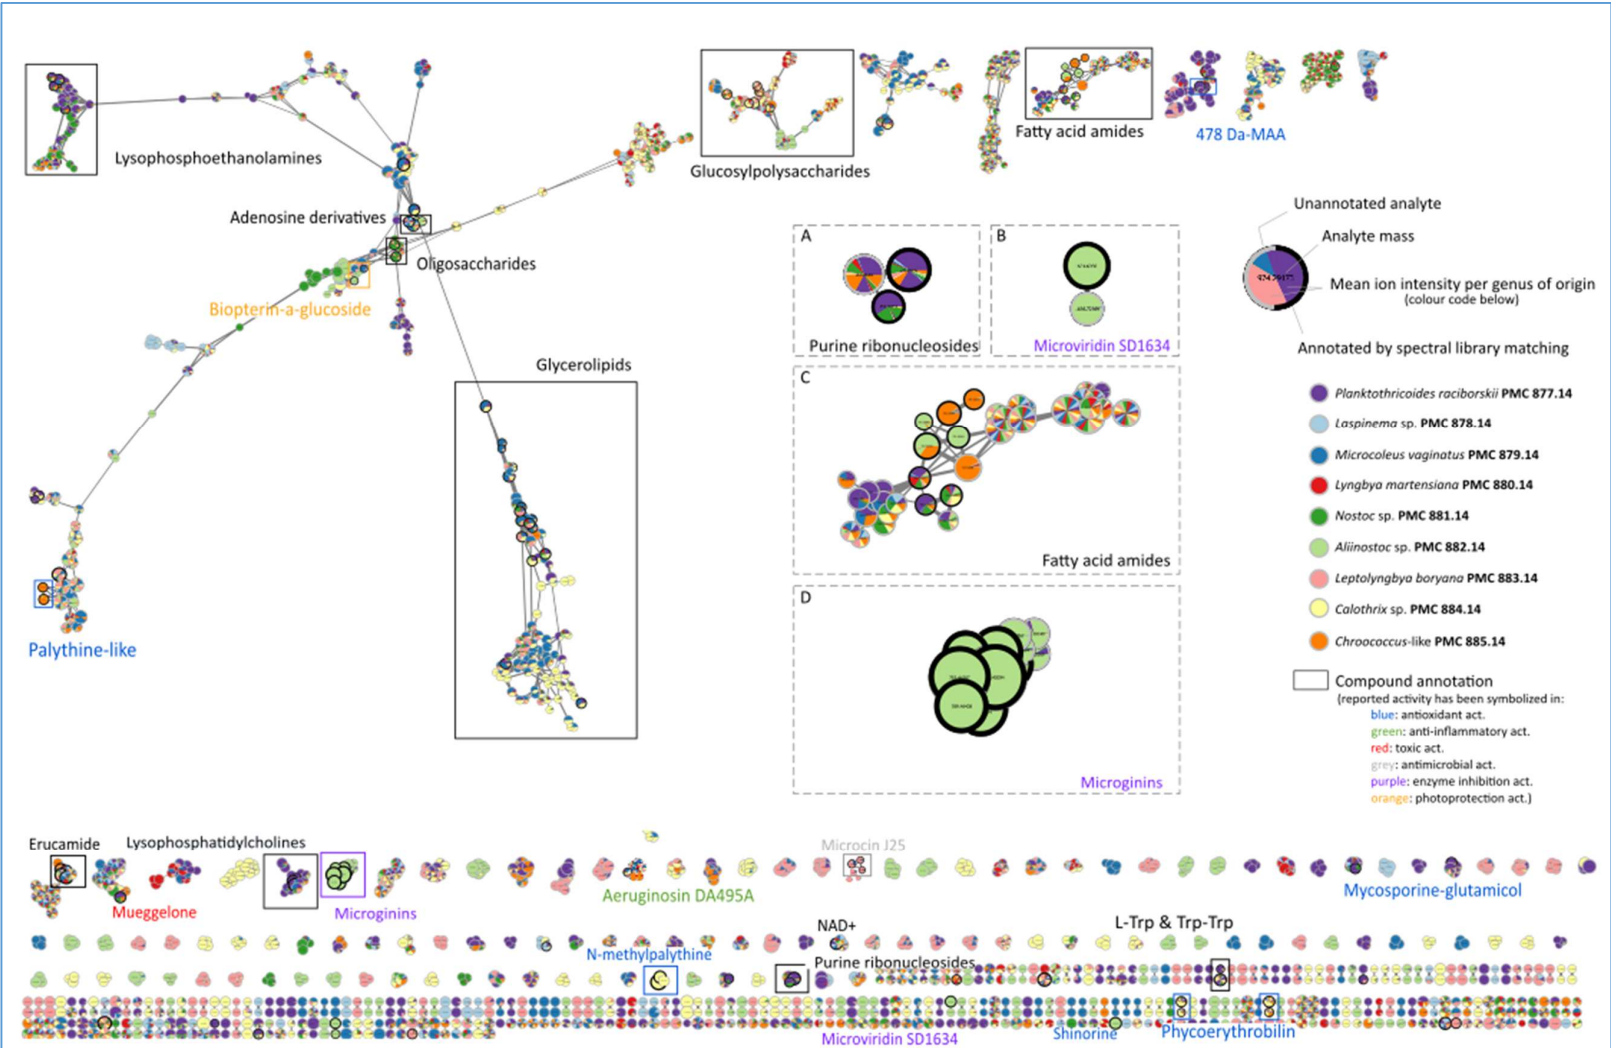 Lysophosphoethanolamines
Adenosine derivatives
Oligosaccharides
Biopterin-a-glucoside
Glycerolipids
Palythine-like
Glucosylpolysaccharides
Fatty acid amides
478 Da-MAA
A
Purine ribonucleosides
B
Microviridin SD1634
C
Fatty acid amides
D
Microginins
Unannotated analyte
Analyte mass
Mean ion intensity per genus of origin
(colour code below)
Annotated by spectral library matching
Planktothricoides raciborskii PMC 877.14
Laspinema sp. PMC 878.14
Microcoleus vaginatus PMC 879.14
Lyngbya martensiana PMC 880.14
Nostoc sp. PMC 881.14
Aliinostoc sp. PMC 882.14
Leptolyngbya boryana PMC 883.14
Calothrix sp. PMC 884.14
Chroococcus-like PMC 885.14
Compound annotation
(reported activity has been symbolized in:
blue: antioxidant act.
green: anti-inflammatory act.
red: toxic act.
grey: antimicrobial act.
purple: enzyme inhibition act.
orange: photoprotection act.)
Erucamide
Lysophosphatidylcholines
Microcin J25
Mueggelone
Microginins
Aeruginosin DA495A
Mycosporine-glutamicol
NAD+
L-Trp & Trp-Trp
N-methylpalythine
Purine ribonucleosides
Microviridin SD1634
Shinorine
Phycoerythrobilin